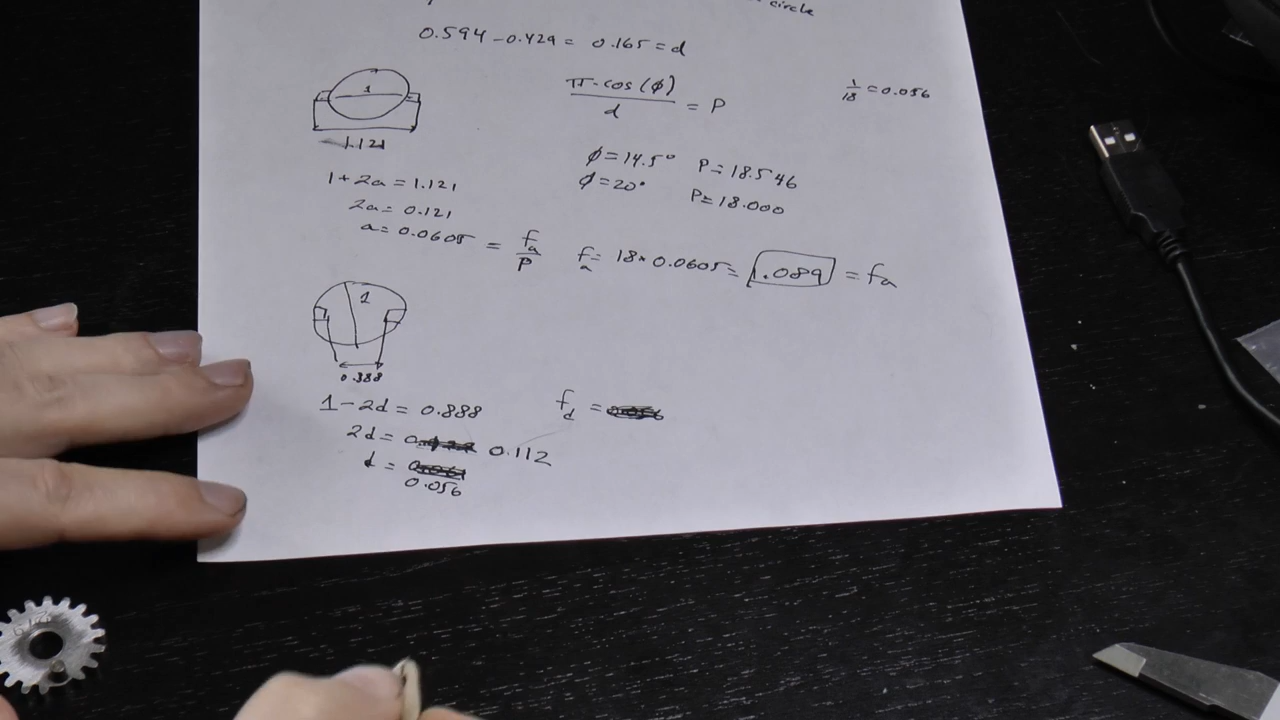 circle
0.594 - 0.429 = 0.165 = d
1
π·cos(φ)/d = P
1/18 = 0.056
1.121
φ = 14.5° P = 18.546
φ = 20° P = 18.000
1 + 2a = 1.121
2a = 0.121
a = 0.0605 = fa/P fa = 18 * 0.0605 = 1.089 = fa
1
0.388
1 - 2d = 0.888 fd =
2d = 0.112
d =
0.056